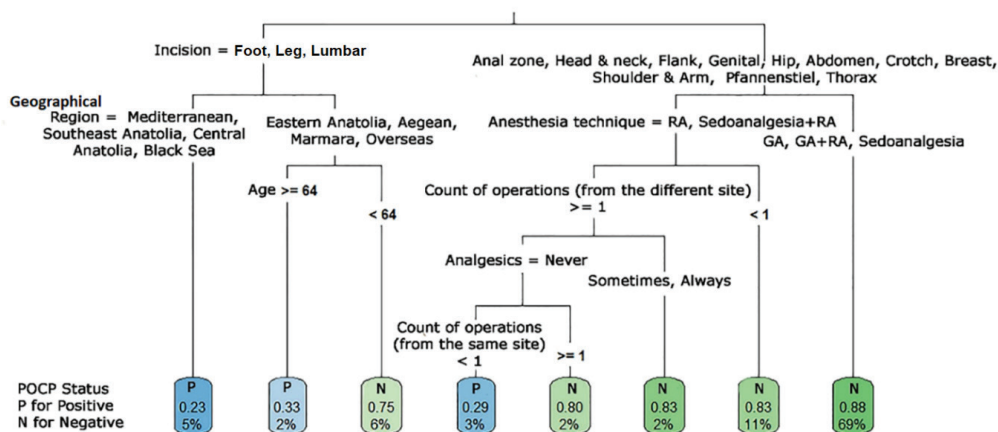 Incision = Foot, Leg, Lumbar
Anal zone, Head & neck, Flank, Genital, Hip, Abdomen, Crotch, Breast,
Shoulder & Arm, Pfannenstiel, Thorax
Geographical
Region = Mediterranean,
Southeast Anatolia, Central
Anatolia, Black Sea
Eastern Anatolia, Aegean,
Marmara, Overseas
Anesthesia technique = RA, Sedoanalgesia+RA
GA, GA+RA, Sedoanalgesia
Age >= 64
< 64
Count of operations (from the different site)
>= 1
< 1
Analgesics = Never
Sometimes, Always
Count of operations
(from the same site)
< 1
>= 1
POCP Status
P for Positive
N for Negative
P
0.23
5%
P
0.33
2%
N
0.75
6%
P
0.29
3%
N
0.80
2%
N
0.83
2%
N
0.83
11%
N
0.88
69%